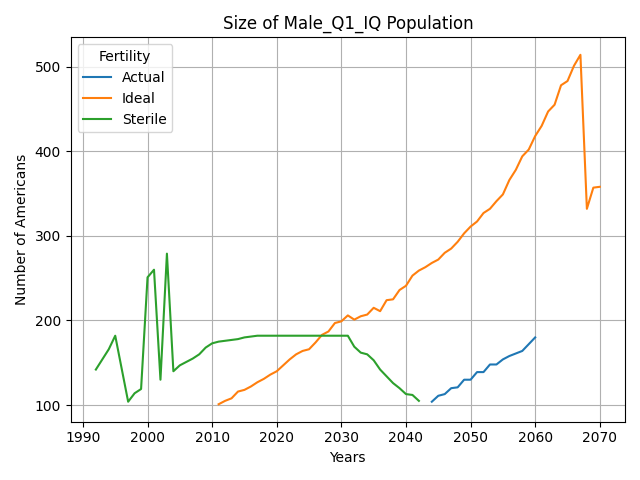 Size of Male_Q1_IQ Population
Fertility
Actual
Ideal
Sterile
Number of Americans
500
400
300
200
100
1990 2000 2010 2020 2030 2040 2050 2060 2070
Years